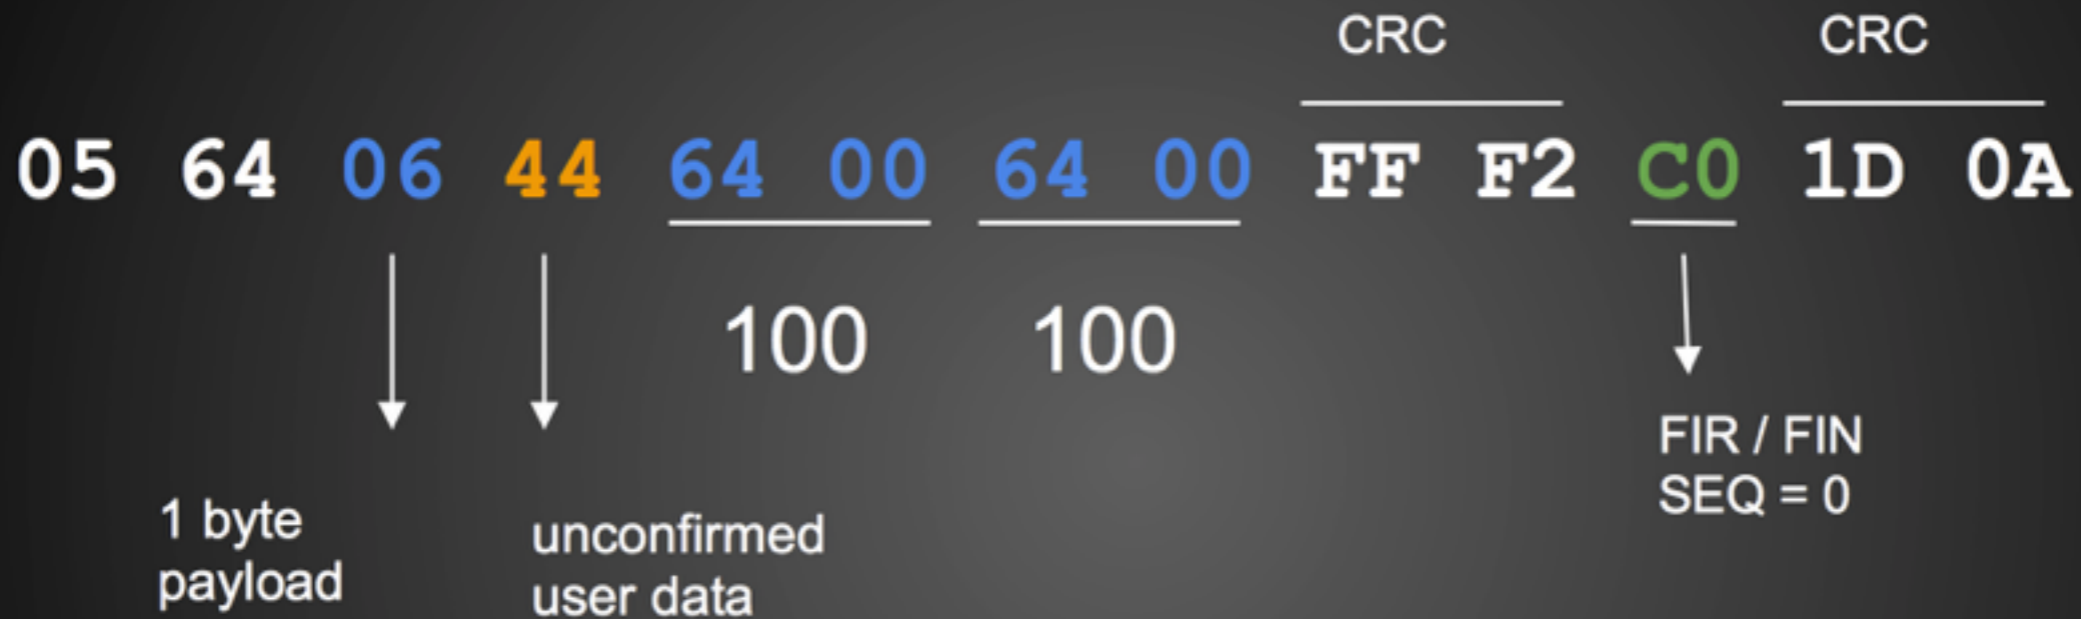 CRC CRC
05 64 06 44 64 00 64 00 FF F2 C0 1D 0A
100 100
FIR / FIN
SEQ = 0
1 byte
payload
unconfirmed
user data